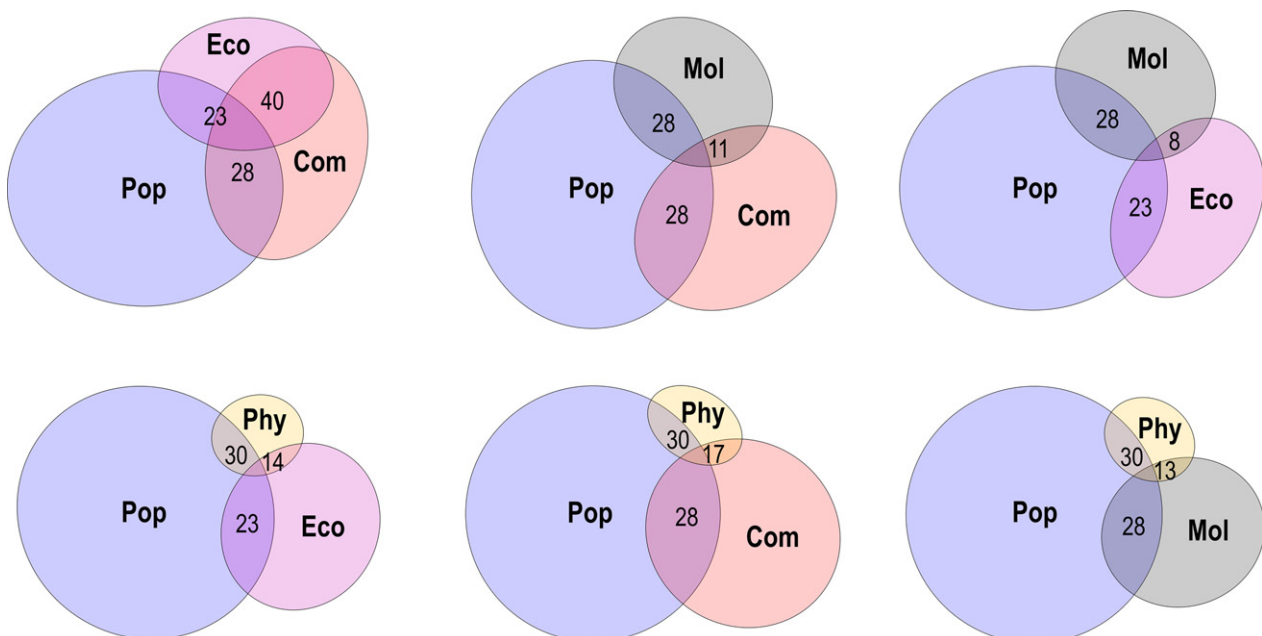 Eco
23 40
28 Com
Pop
Mol
28
11
Pop
28 Com
Mol
28
8
Pop
23 Eco
Phy
30 14
Pop
23 Eco
Phy
30 17
Pop
28
Com
Phy
30 13
Pop
28 Mol